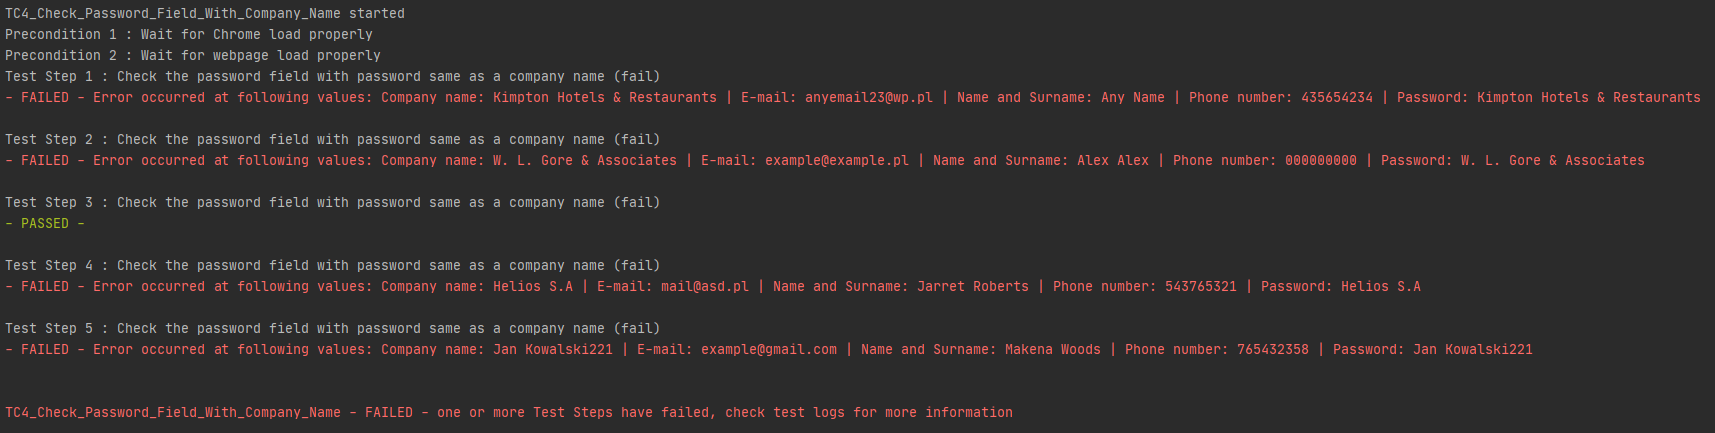 TC4_Check_Password_Field_With_Company_Name started
Precondition 1 : Wait for Chrome load properly
Precondition 2 : Wait for webpage load properly
Test Step 1 : Check the password field with password same as a company name (fail)
- FAILED - Error occurred at following values: Company name: Kimpton Hotels & Restaurants | E-mail: anyemail23@wp.pl | Name and Surname: Any Name | Phone number: 435654234 | Password: Kimpton Hotels & Restaurants
Test Step 2 : Check the password field with password same as a company name (fail)
- FAILED - Error occurred at following values: Company name: W. L. Gore & Associates | E-mail: example@example.pl | Name and Surname: Alex Alex | Phone number: 000000000 | Password: W. L. Gore & Associates
Test Step 3 : Check the password field with password same as a company name (fail)
- PASSED -
Test Step 4 : Check the password field with password same as a company name (fail)
- FAILED - Error occurred at following values: Company name: Helios S.A | E-mail: mail@asd.pl | Name and Surname: Jarret Roberts | Phone number: 543765321 | Password: Helios S.A
Test Step 5 : Check the password field with password same as a company name (fail)
- FAILED - Error occurred at following values: Company name: Jan Kowalski221 | E-mail: example@gmail.com | Name and Surname: Makena Woods | Phone number: 765432358 | Password: Jan Kowalski221
TC4_Check_Password_Field_With_Company_Name - FAILED - one or more Test Steps have failed, check test logs for more information